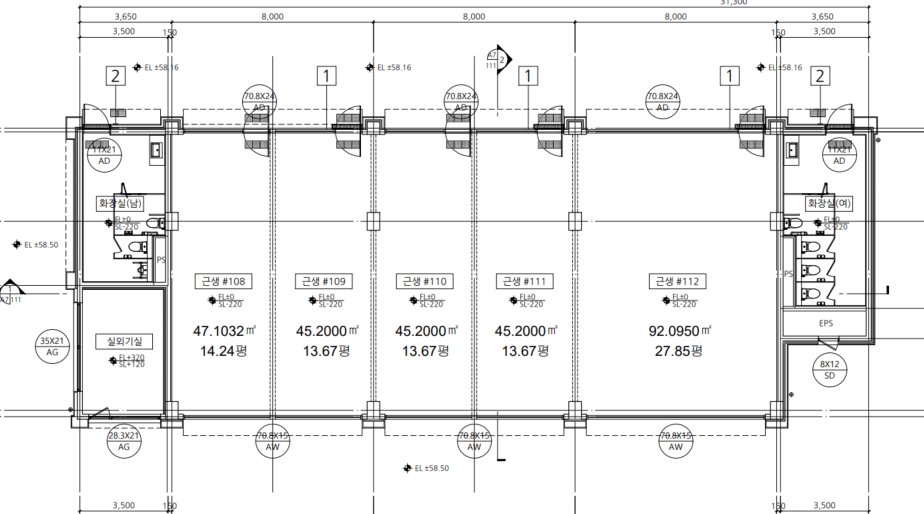 31,300
3,650 8,000 8,000 8,000 3,650
3,500 150 150 3,500
EL ±58.16 EL ±58.16 A7 111 2 EL ±58.16
2 1 1 1 2
70.8X24 AD
70.8X24 AD
70.8X24 AD
11X21 AD
11X21 AD
화장실(남)
FL±0
SL-220
화장실(여)
FL±0
SL-220
EL ±58.50
PS
PS
1
A7 111
근생 #108
FL±0
SL-220
47.1032㎡
14.24평
근생 #109
FL±0
SL-220
45.2000㎡
13.67평
근생 #110
FL±0
SL-220
45.2000㎡
13.67평
근생 #111
FL±0
SL-220
45.2000㎡
13.67평
근생 #112
FL±0
SL-220
92.0950㎡
27.85평
EPS
35X21 AG
실외기실
FL+320
SL+120
8X12 SD
28.3X21 AG
70.8X15 AW
70.8X15 AW
70.8X15 AW
EL ±58.50
3,500 150 150 3,500